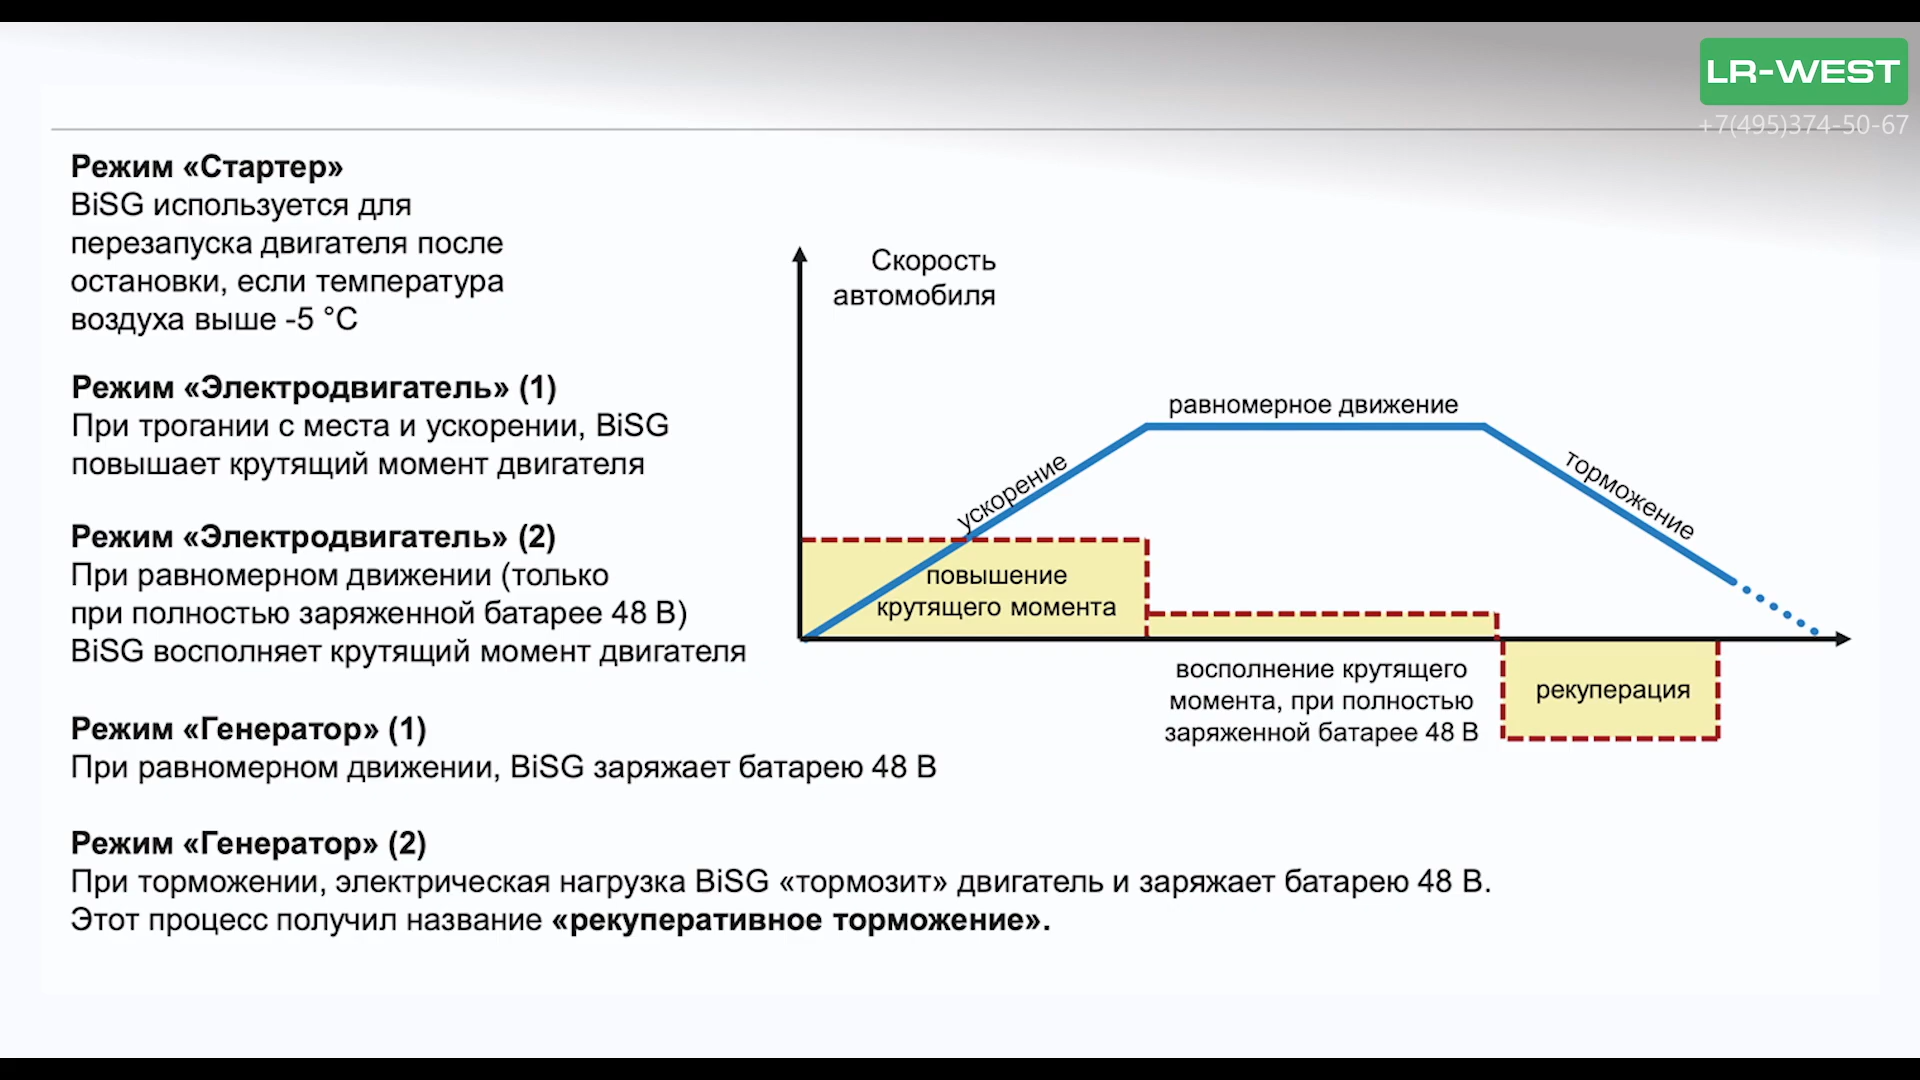 LR-WEST
+7(495)374-50-67
Режим «Стартер»
BiSG используется для
перезапуска двигателя после
остановки, если температура
воздуха выше -5 °C
Режим «Электродвигатель» (1)
При трогании с места и ускорении, BiSG
повышает крутящий момент двигателя
Режим «Электродвигатель» (2)
При равномерном движении (только
при полностью заряженной батарее 48 В)
BiSG восполняет крутящий момент двигателя
Режим «Генератор» (1)
При равномерном движении, BiSG заряжает батарею 48 В
Режим «Генератор» (2)
При торможении, электрическая нагрузка BiSG «тормозит» двигатель и заряжает батарею 48 В.
Этот процесс получил название «рекуперативное торможение».
Скорость
автомобиля
ускорение
равномерное движение
торможение
повышение
крутящего момента
восполнение крутящего
момента, при полностью
заряженной батарее 48 В
рекуперация